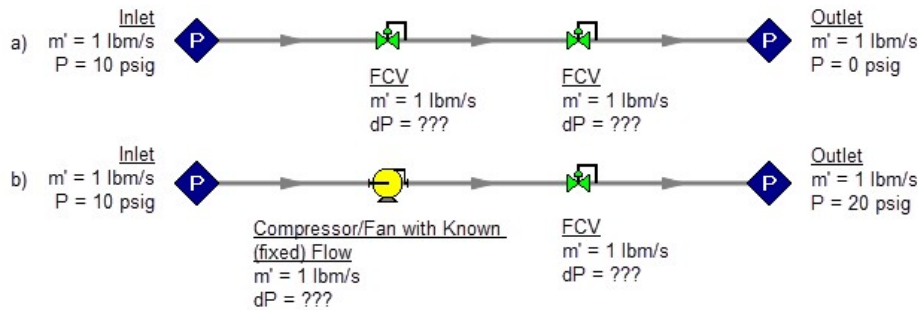 a)
Inlet
m' = 1 lbm/s
P = 10 psig
P
FCV
m' = 1 lbm/s
dP = ???
FCV
m' = 1 lbm/s
dP = ???
P
Outlet
m' = 1 lbm/s
P = 0 psig
b)
Inlet
m' = 1 lbm/s
P = 10 psig
P
Compressor/Fan with Known
(fixed) Flow
m' = 1 lbm/s
dP = ???
FCV
m' = 1 lbm/s
dP = ???
P
Outlet
m' = 1 lbm/s
P = 20 psig